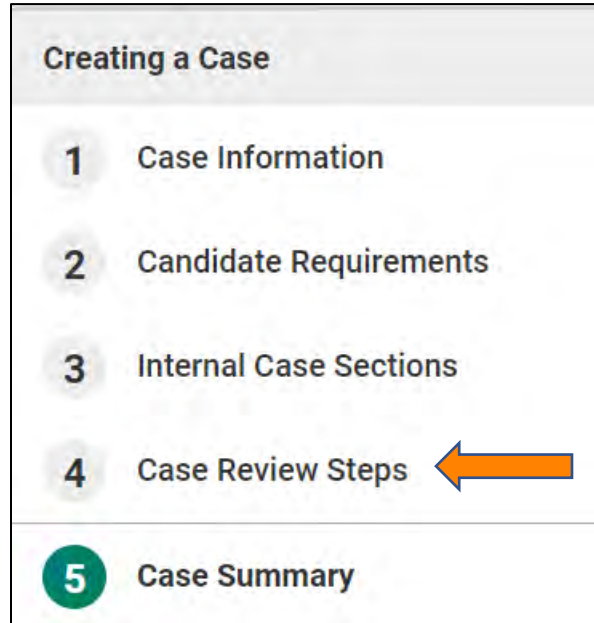 Creating a Case
1 Case Information
2 Candidate Requirements
3 Internal Case Sections
4 Case Review Steps
5 Case Summary